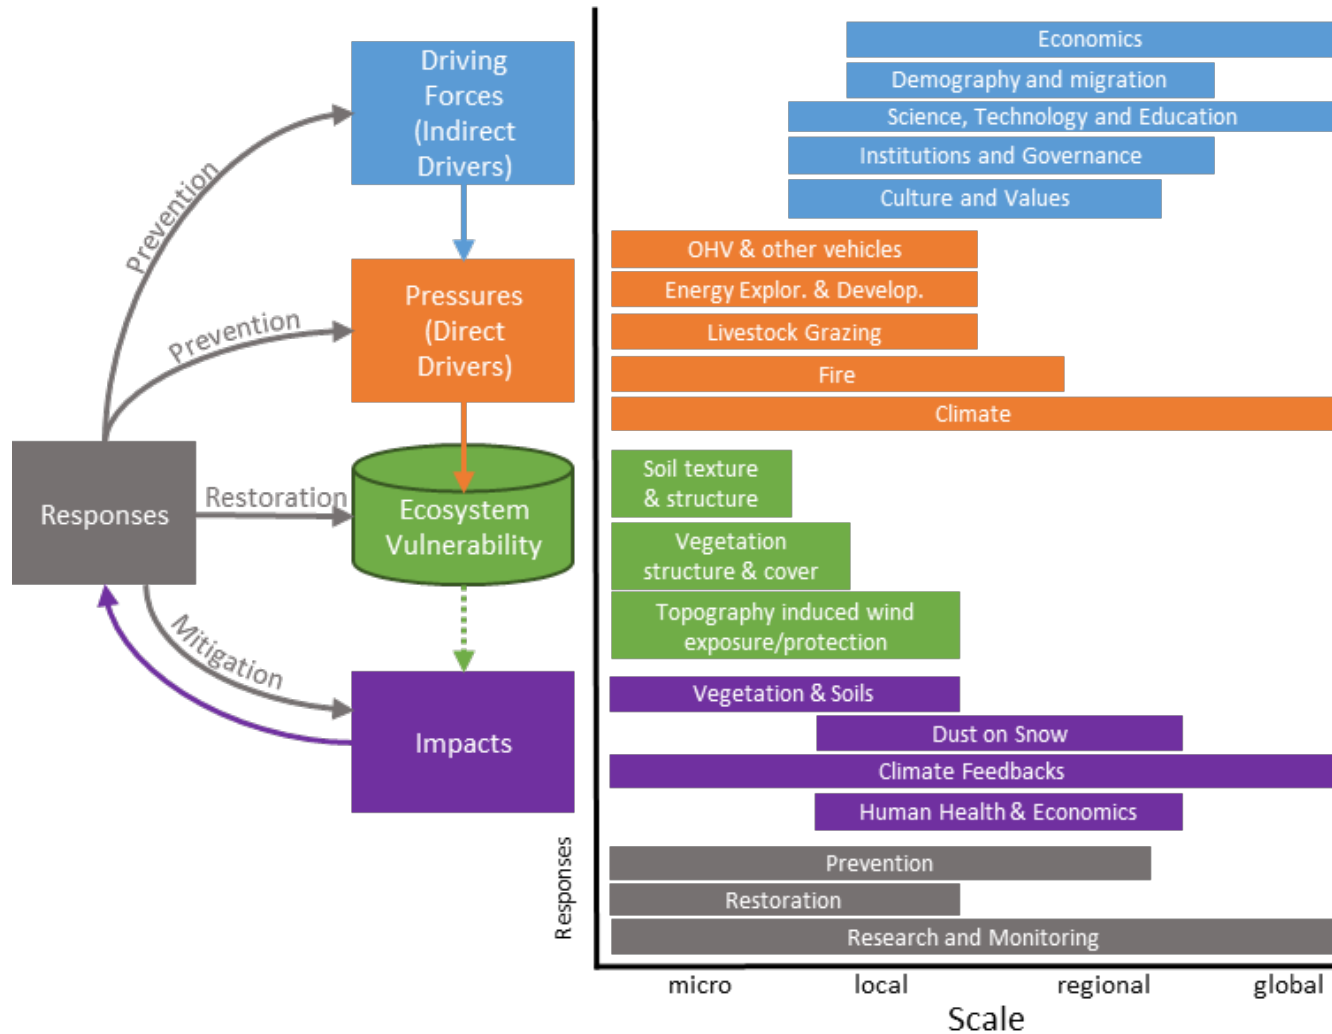 Driving
Forces
(Indirect
Drivers)
Prevention
Prevention
Pressures
(Direct
Drivers)
Responses
Restoration
Ecosystem
Vulnerability
Mitigation
Impacts
Economics
Demography and migration
Science, Technology and Education
Institutions and Governance
Culture and Values
OHV & other vehicles
Energy Explor. & Develop.
Livestock Grazing
Fire
Climate
Soil texture
& structure
Vegetation
structure & cover
Topography induced wind
exposure/protection
Vegetation & Soils
Dust on Snow
Climate Feedbacks
Human Health & Economics
Responses
Prevention
Restoration
Research and Monitoring
micro local regional global
Scale